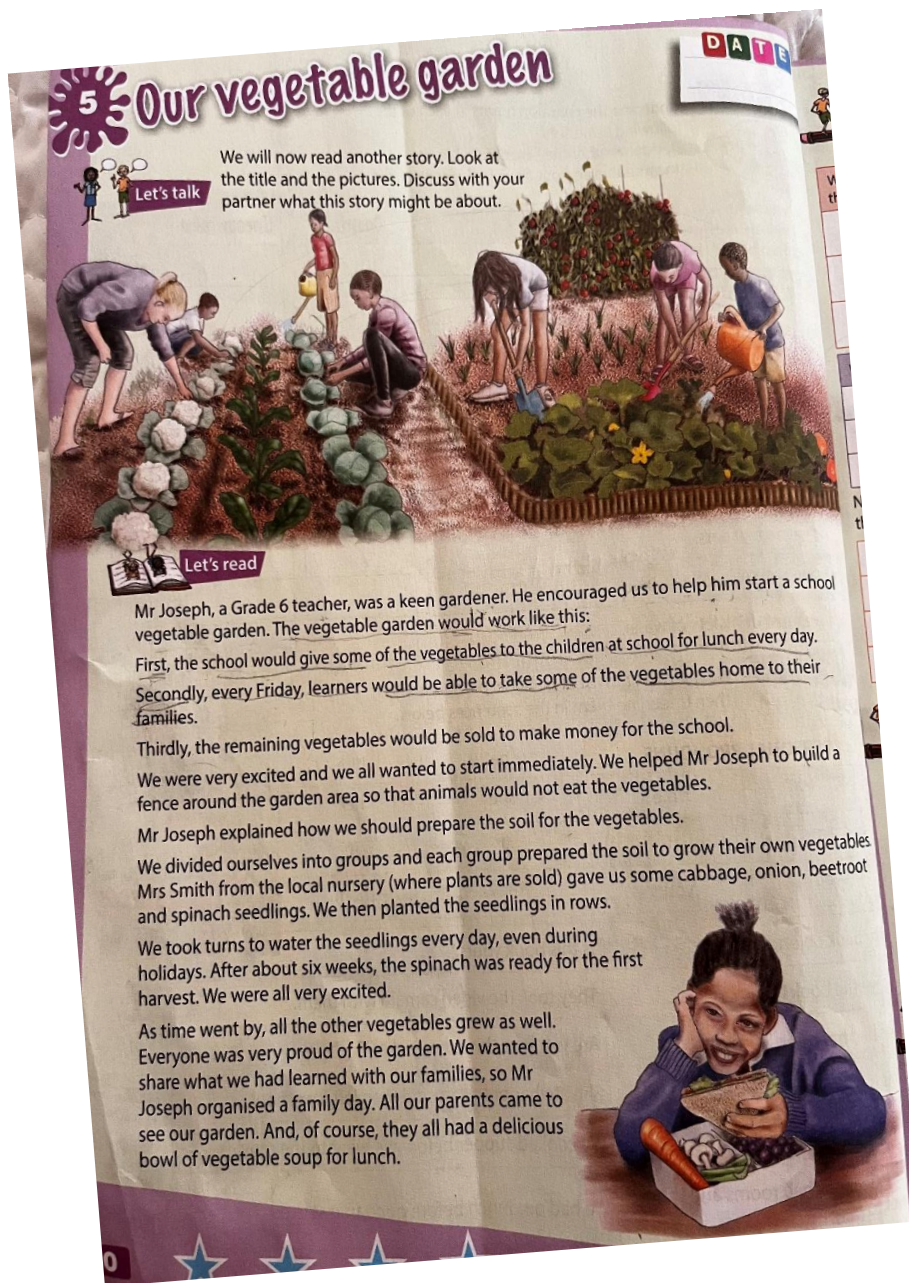 5 Our vegetable garden
DATE
Let's talk
We will now read another story. Look at
the title and the pictures. Discuss with your
partner what this story might be about.
Let's read
Mr Joseph, a Grade 6 teacher, was a keen gardener. He encouraged us to help him start a school
vegetable garden. The vegetable garden would work like this:
First, the school would give some of the vegetables to the children at school for lunch every day.
Secondly, every Friday, learners would be able to take some of the vegetables home to their
families.
Thirdly, the remaining vegetables would be sold to make money for the school.
We were very excited and we all wanted to start immediately. We helped Mr Joseph to build a
fence around the garden area so that animals would not eat the vegetables.
Mr Joseph explained how we should prepare the soil for the vegetables.
We divided ourselves into groups and each group prepared the soil to grow their own vegetables.
Mrs Smith from the local nursery (where plants are sold) gave us some cabbage, onion, beetroot
and spinach seedlings. We then planted the seedlings in rows.
We took turns to water the seedlings every day, even during
holidays. After about six weeks, the spinach was ready for the first
harvest. We were all very excited.
As time went by, all the other vegetables grew as well.
Everyone was very proud of the garden. We wanted to
share what we had learned with our families, so Mr
Joseph organised a family day. All our parents came to
see our garden. And, of course, they all had a delicious
bowl of vegetable soup for lunch.
0